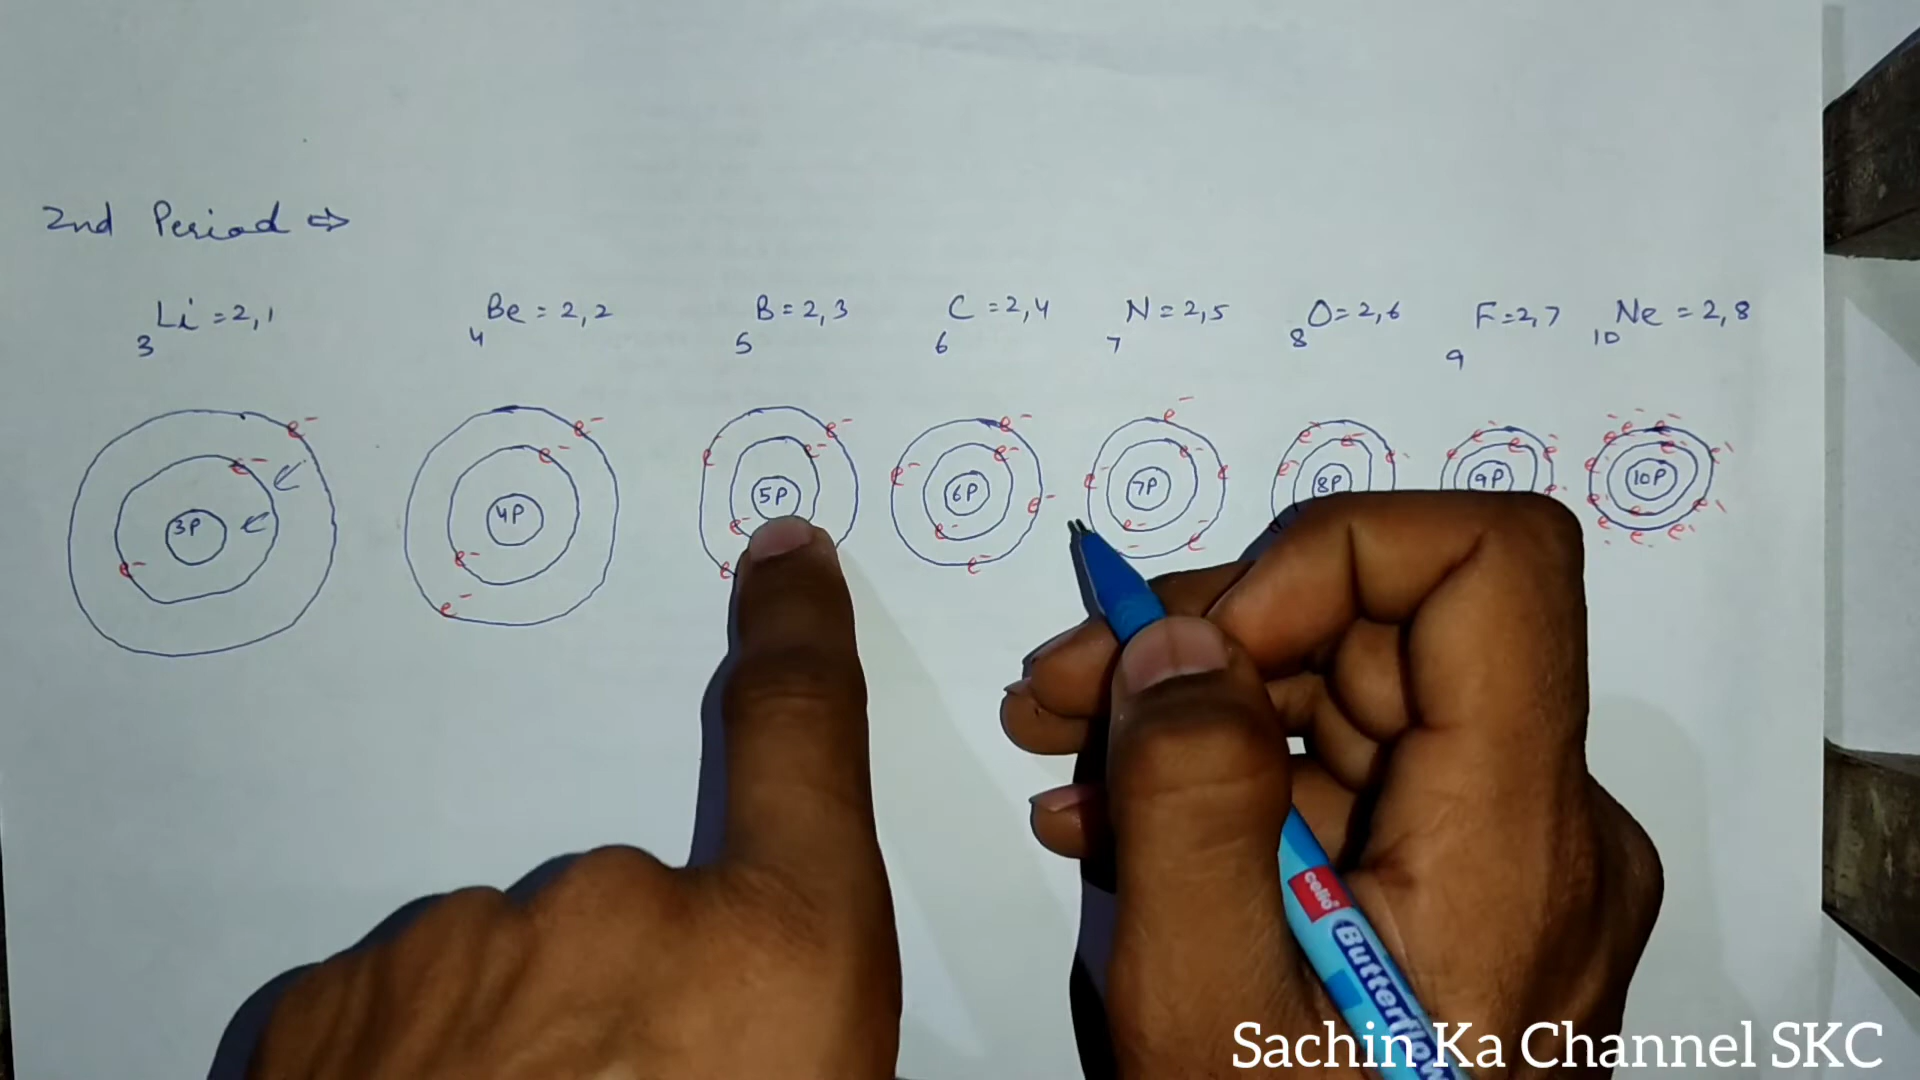 2nd Period ⇨
Li = 2,1 Be = 2,2 B = 2,3 C = 2,4 N = 2,5 O = 2,6 F = 2,7 Ne = 2,8
3 4 5 6 7 8 9 10
e- e- e- e- e- e- e- e- e- e- e- e- e- e- e- e-
3P 4P 5P 6P 7P 8P 9P 10P
e- e- e- e- e- e- e- e-
cello
Butterflow
Sachin Ka Channel SKC